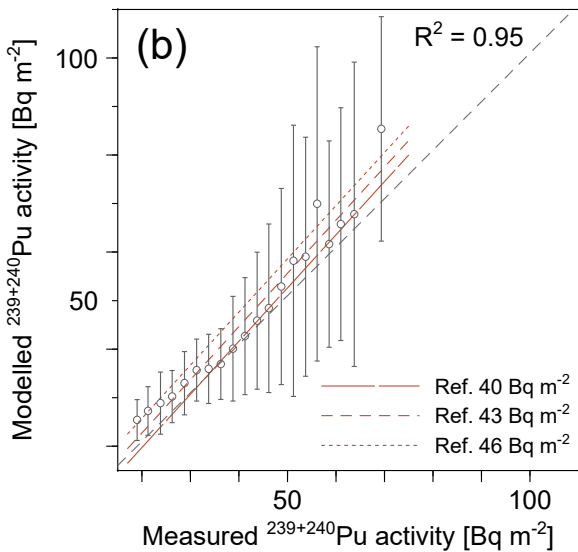 (b)
R² = 0.95
Modelled ²³⁹⁺²⁴⁰Pu activity [Bq m⁻²]
100
50
Ref. 40 Bq m⁻²
Ref. 43 Bq m⁻²
Ref. 46 Bq m⁻²
50 100
Measured ²³⁹⁺²⁴⁰Pu activity [Bq m⁻²]